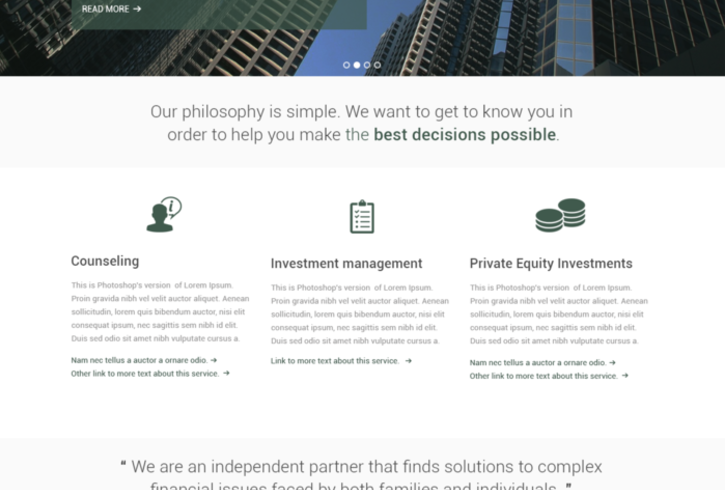 READ MORE →
Our philosophy is simple. We want to get to know you in
order to help you make the best decisions possible.
Counseling
This is Photoshop's version of Lorem Ipsum.
Proin gravida nibh vel velit auctor aliquet. Aenean
sollicitudin, lorem quis bibendum auctor, nisi elit
consequat ipsum, nec sagittis sem nibh id elit.
Duis sed odio sit amet nibh vulputate cursus a.
Nam nec tellus a auctor a ornare odio. →
Other link to more text about this service. →
Investment management
This is Photoshop's version of Lorem Ipsum.
Proin gravida nibh vel velit auctor aliquet. Aenean
sollicitudin, lorem quis bibendum auctor, nisi elit
consequat ipsum, nec sagittis sem nibh id elit.
Duis sed odio sit amet nibh vulputate cursus a.
Link to more text about this service. →
Private Equity Investments
This is Photoshop's version of Lorem Ipsum.
Proin gravida nibh vel velit auctor aliquet. Aenean
sollicitudin, lorem quis bibendum auctor, nisi elit
consequat ipsum, nec sagittis sem nibh id elit.
Duis sed odio sit amet nibh vulputate cursus a.
Nam nec tellus a auctor a ornare odio. →
Other link to more text about this service. →
“ We are an independent partner that finds solutions to complex
financial issues faced by both families and individuals. ”